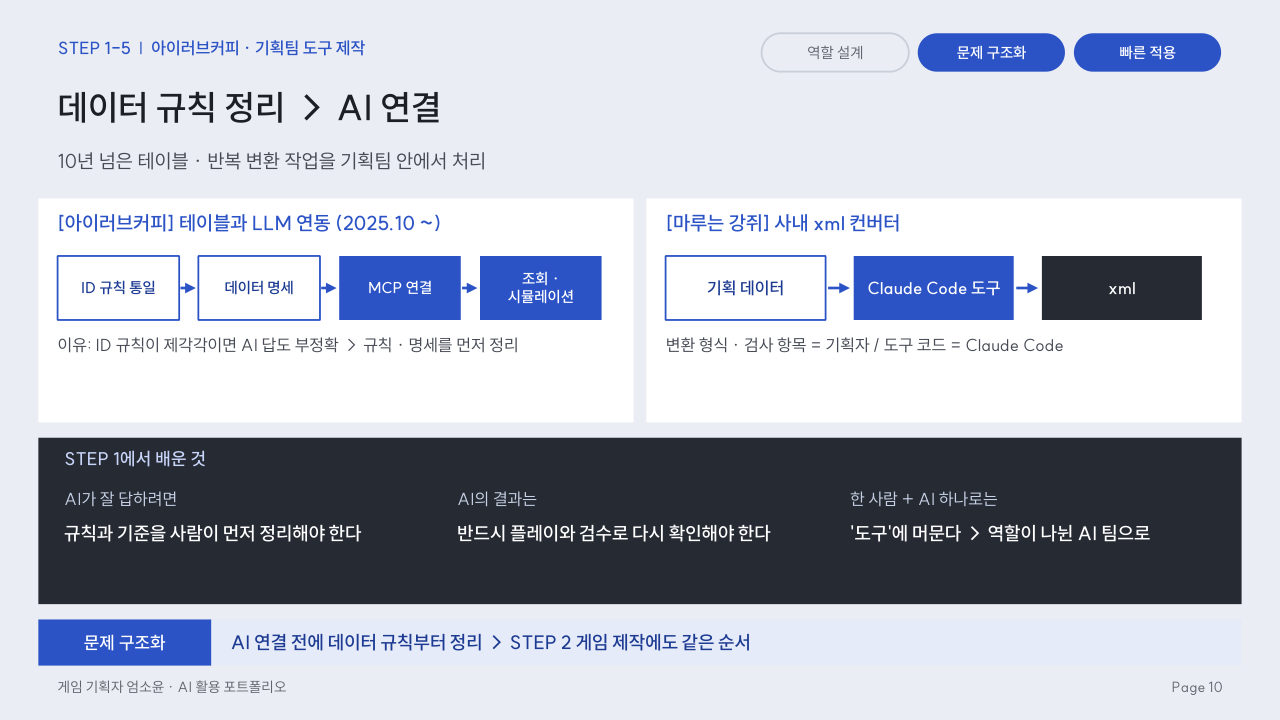 STEP 1-5 | 아이러브커피 · 기획팀 도구 제작
역할 설계
문제 구조화
빠른 적용
데이터 규칙 정리 > AI 연결
10년 넘은 테이블 · 반복 변환 작업을 기획팀 안에서 처리
[아이러브커피] 테이블과 LLM 연동 (2025.10 ~)
ID 규칙 통일
데이터 명세
MCP 연결
조회 ·
시뮬레이션
이유: ID 규칙이 제각각이면 AI 답도 부정확 > 규칙 · 명세를 먼저 정리
[마루는 강쥐] 사내 xml 컨버터
기획 데이터
Claude Code 도구
xml
변환 형식 · 검사 항목 = 기획자 / 도구 코드 = Claude Code
STEP 1에서 배운 것
AI가 잘 답하려면
규칙과 기준을 사람이 먼저 정리해야 한다
AI의 결과는
반드시 플레이와 검수로 다시 확인해야 한다
한 사람 + AI 하나로는
'도구'에 머문다 > 역할이 나뉜 AI 팀으로
문제 구조화
AI 연결 전에 데이터 규칙부터 정리 > STEP 2 게임 제작에도 같은 순서
게임 기획자 엄소윤 · AI 활용 포트폴리오
Page 10